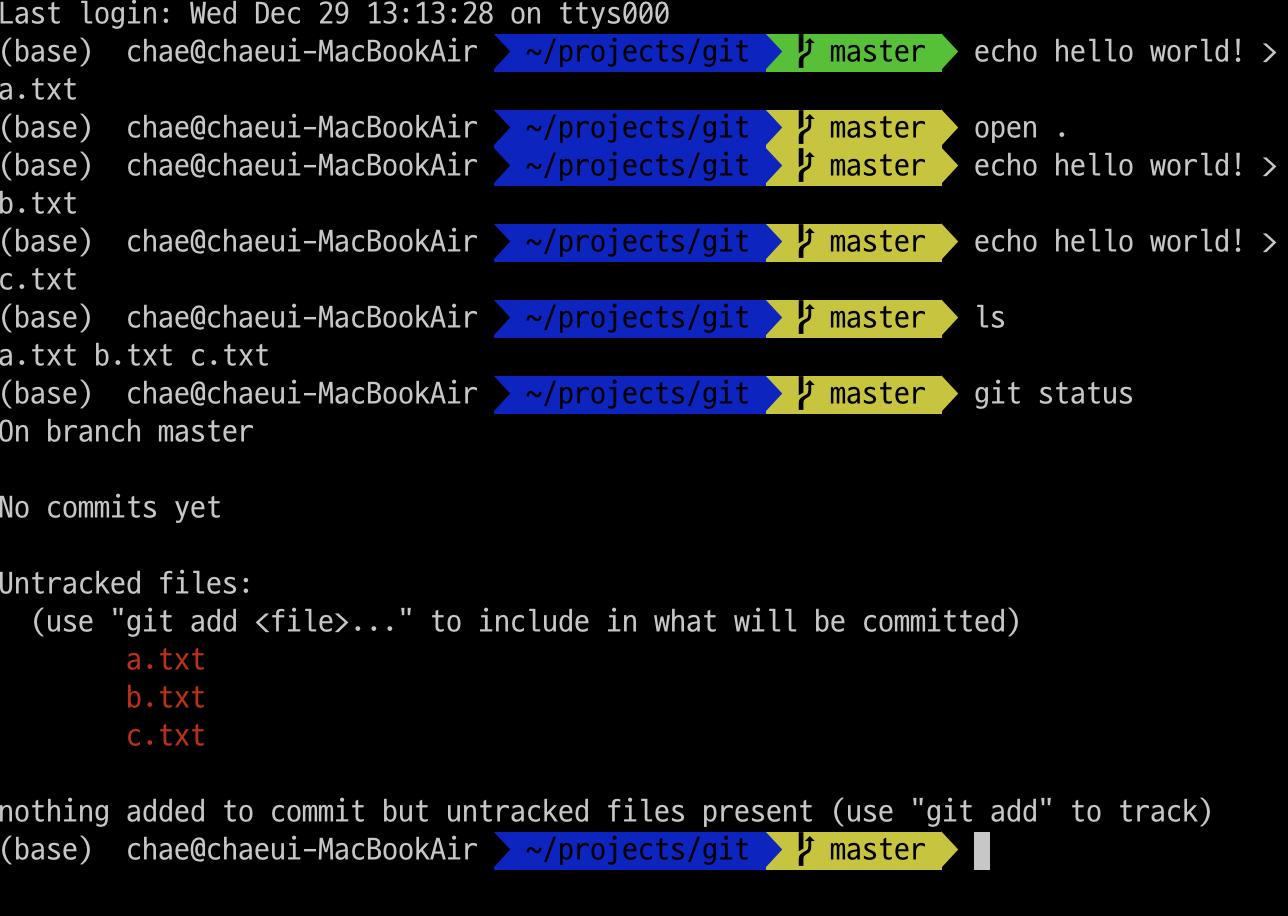 Last login: Wed Dec 29 13:13:28 on ttys000
(base)  chae@chaeui-MacBookAir  ~/projects/git  master  echo hello world! >
a.txt
(base)  chae@chaeui-MacBookAir  ~/projects/git  master  open .
(base)  chae@chaeui-MacBookAir  ~/projects/git  master  echo hello world! >
b.txt
(base)  chae@chaeui-MacBookAir  ~/projects/git  master  echo hello world! >
c.txt
(base)  chae@chaeui-MacBookAir  ~/projects/git  master  ls
a.txt b.txt c.txt
(base)  chae@chaeui-MacBookAir  ~/projects/git  master  git status
On branch master
No commits yet
Untracked files:
  (use "git add <file>..." to include in what will be committed)
        a.txt
        b.txt
        c.txt
nothing added to commit but untracked files present (use "git add" to track)
(base)  chae@chaeui-MacBookAir  ~/projects/git  master